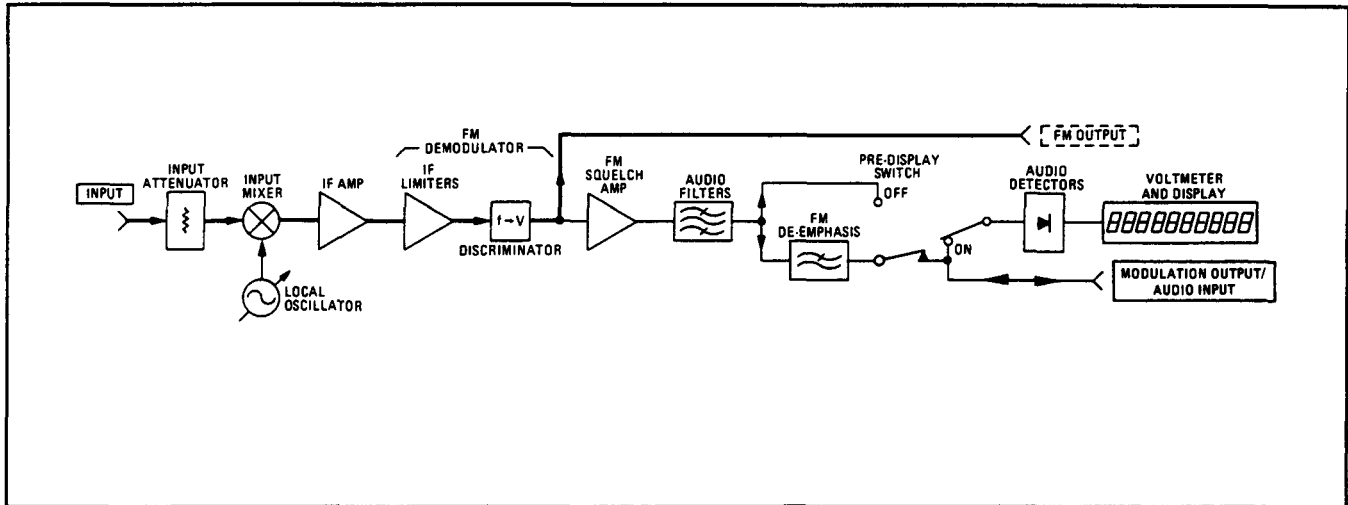 FM
DEMODULATOR
FM OUTPUT
INPUT
INPUT
ATTENUATOR
INPUT
MIXER
IF AMP
IF
LIMITERS
f→V
DISCRIMINATOR
FM
SQUELCH
AMP
AUDIO
FILTERS
PRE-DISPLAY
SWITCH
OFF
FM
DE-EMPHASIS
ON
AUDIO
DETECTORS
VOLTMETER
AND DISPLAY
8888888888
MODULATION OUTPUT/
AUDIO INPUT
LOCAL
OSCILLATOR